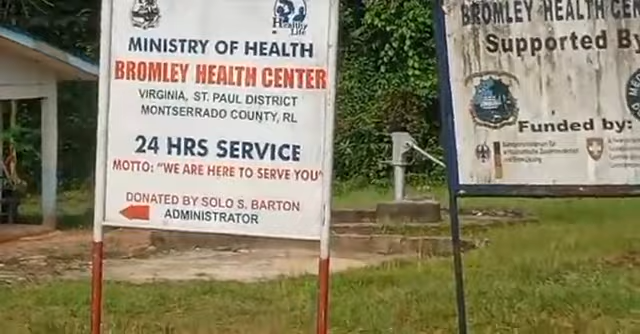 Healthy
Life
MINISTRY OF HEALTH
BROMLEY HEALTH CENTER
VIRGINIA, ST. PAUL DISTRICT
MONTSERRADO COUNTY, RL
24 HRS SERVICE
MOTTO: "WE ARE HERE TO SERVE YOU"
DONATED BY SOLO S. BARTON
ADMINISTRATOR
BROMLEY HEALTH CEN
Supported By
Funded by: